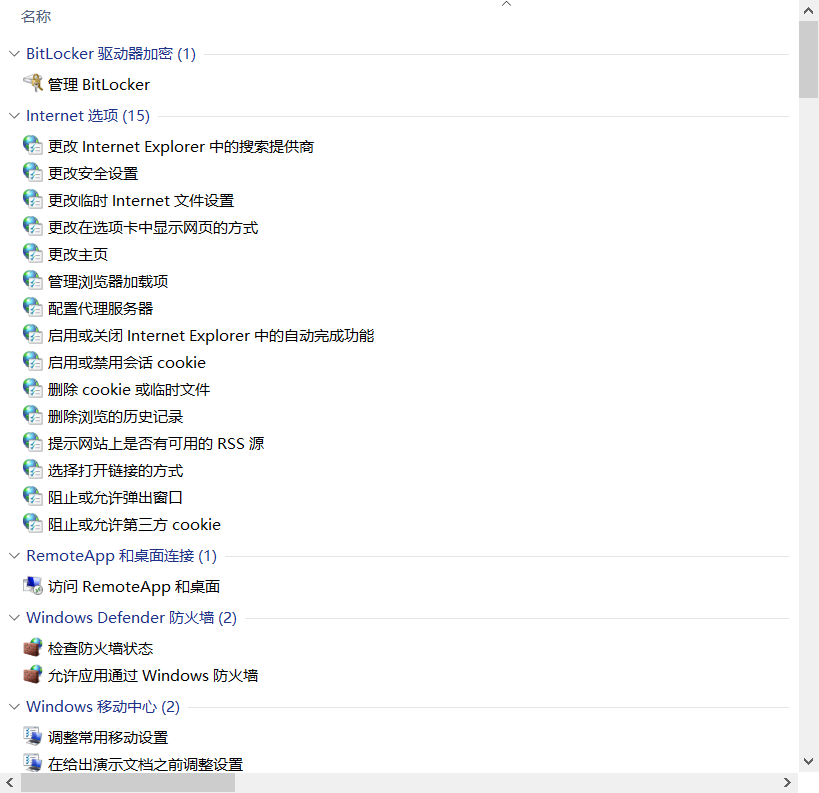 名称
BitLocker 驱动器加密 (1)
管理 BitLocker
Internet 选项 (15)
更改 Internet Explorer 中的搜索提供商
更改安全设置
更改临时 Internet 文件设置
更改在选项卡中显示网页的方式
更改主页
管理浏览器加载项
配置代理服务器
启用或关闭 Internet Explorer 中的自动完成功能
启用或禁用会话 cookie
删除 cookie 或临时文件
删除浏览的历史记录
提示网站上是否有可用的 RSS 源
选择打开链接的方式
阻止或允许弹出窗口
阻止或允许第三方 cookie
RemoteApp 和桌面连接 (1)
访问 RemoteApp 和桌面
Windows Defender 防火墙 (2)
检查防火墙状态
允许应用通过 Windows 防火墙
Windows 移动中心 (2)
调整常用移动设置
在给出演示文档之前调整设置